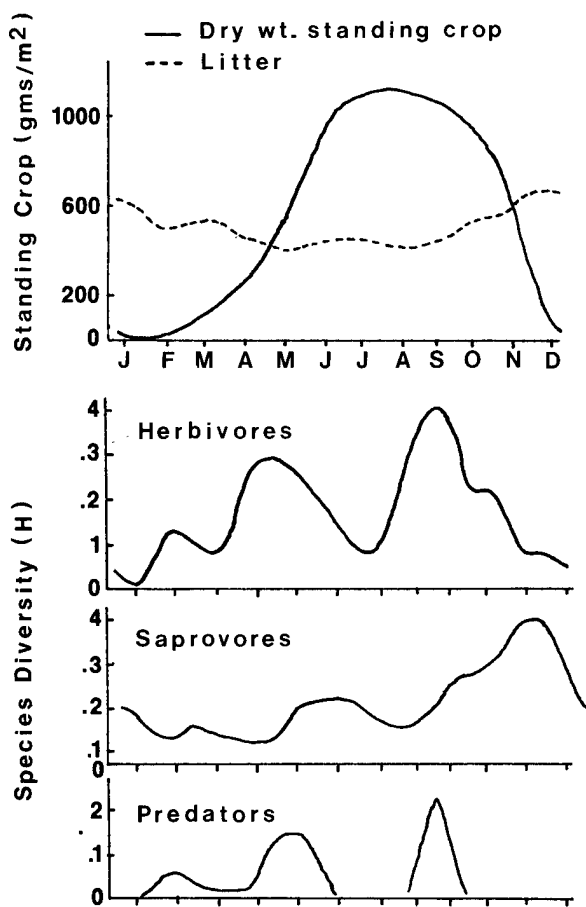 Dry wt. standing crop
Litter
Standing Crop (gms/m²)
1000
600
200
0
J F M A M J J A S O N D
Species Diversity (H)
Herbivores
4
.3
1
0
Saprovores
4
.3
.2
.1
0
Predators
2
.1
0